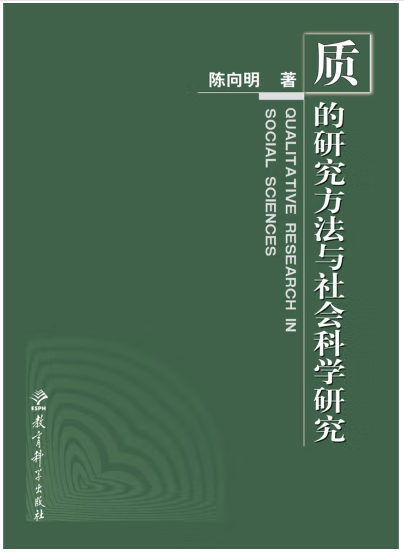 质的研究方法与社会科学研究
陈向明 著
QUALITATIVE RESEARCH IN
SOCIAL SCIENCES
ESPH
教育科学出版社